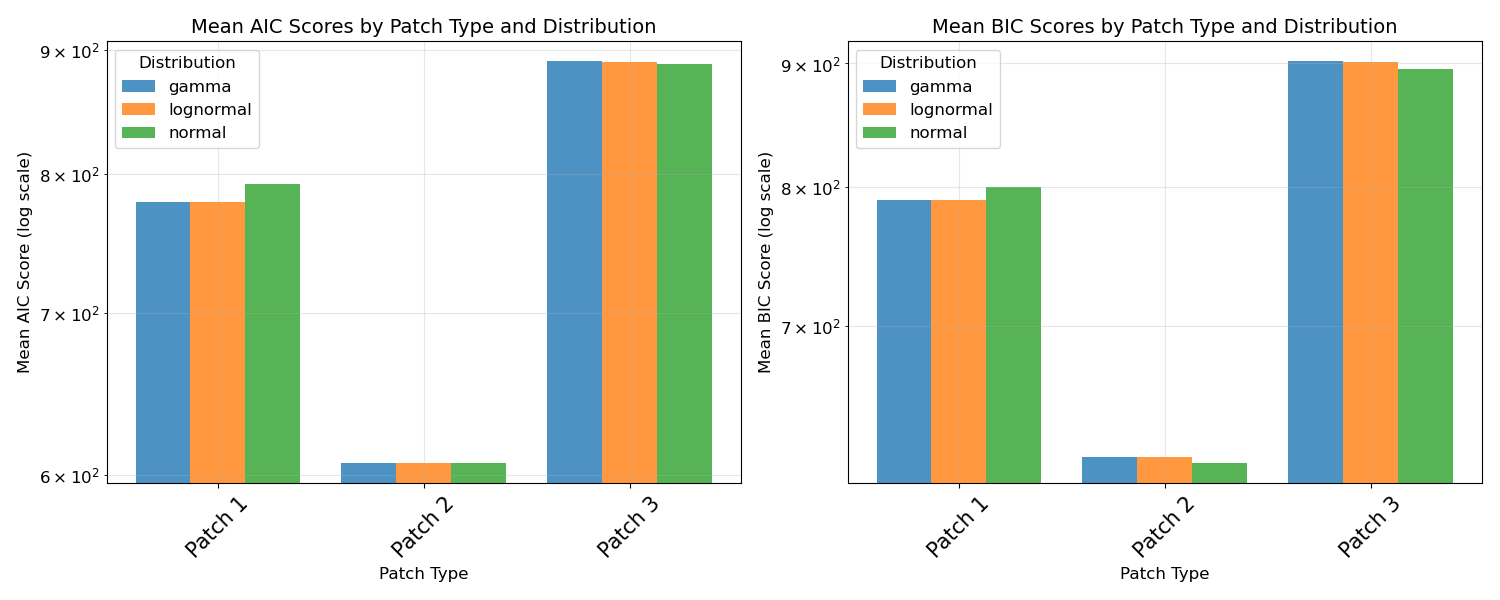 Mean AIC Scores by Patch Type and Distribution
Distribution
gamma
lognormal
normal
9 × 10²
8 × 10²
7 × 10²
6 × 10²
Mean AIC Score (log scale)
Patch 1
Patch 2
Patch 3
Patch Type
Mean BIC Scores by Patch Type and Distribution
Distribution
gamma
lognormal
normal
9 × 10²
8 × 10²
7 × 10²
Mean BIC Score (log scale)
Patch 1
Patch 2
Patch 3
Patch Type